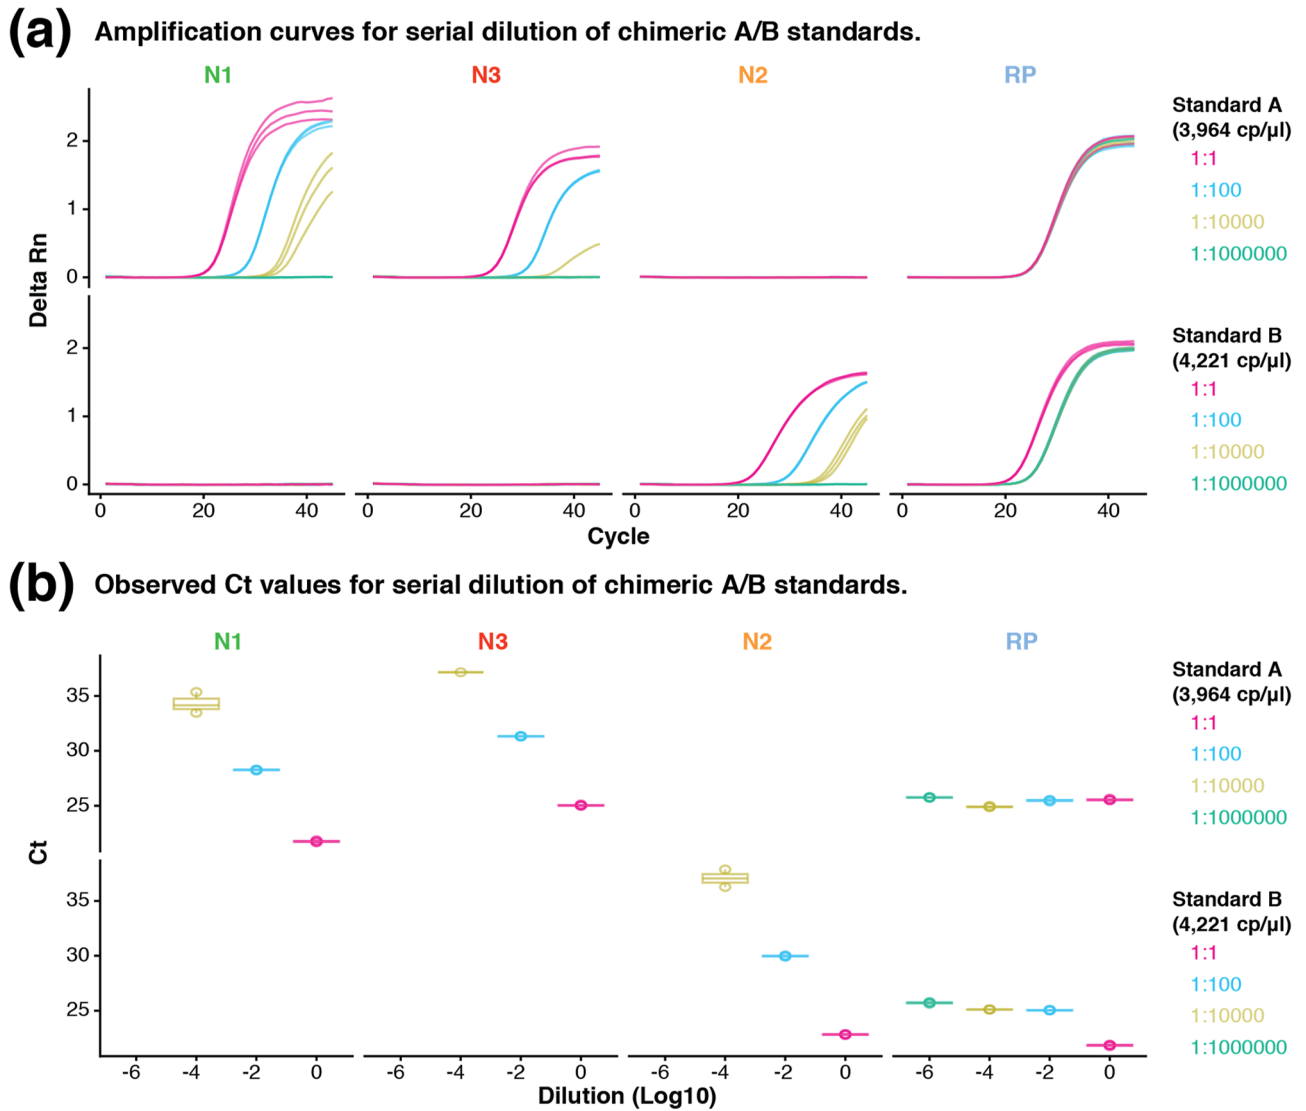 (a) Amplification curves for serial dilution of chimeric A/B standards.
N1 N3 N2 RP
Delta Rn
2
1
0
2
1
0
0 20 40 0 20 40 0 20 40 0 20 40
Cycle
Standard A
(3,964 cp/µl)
1:1
1:100
1:10000
1:1000000
Standard B
(4,221 cp/µl)
1:1
1:100
1:10000
1:1000000
(b) Observed Ct values for serial dilution of chimeric A/B standards.
N1 N3 N2 RP
Ct
35
30
25
35
30
25
-6 -4 -2 0 -6 -4 -2 0 -6 -4 -2 0 -6 -4 -2 0
Dilution (Log10)
Standard A
(3,964 cp/µl)
1:1
1:100
1:10000
1:1000000
Standard B
(4,221 cp/µl)
1:1
1:100
1:10000
1:1000000